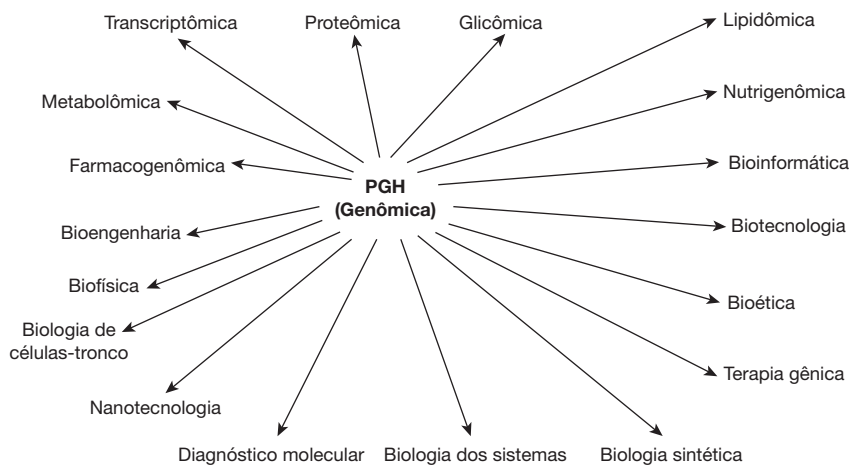 Transcriptômica
Proteômica
Glicômica
Lipidômica
Metabolômica
Nutrigenômica
Farmacogenômica
Bioinformática
PGH
(Genômica)
Bioengenharia
Biotecnologia
Biofísica
Bioética
Biologia de
células-tronco
Terapia gênica
Nanotecnologia
Diagnóstico molecular
Biologia dos sistemas
Biologia sintética